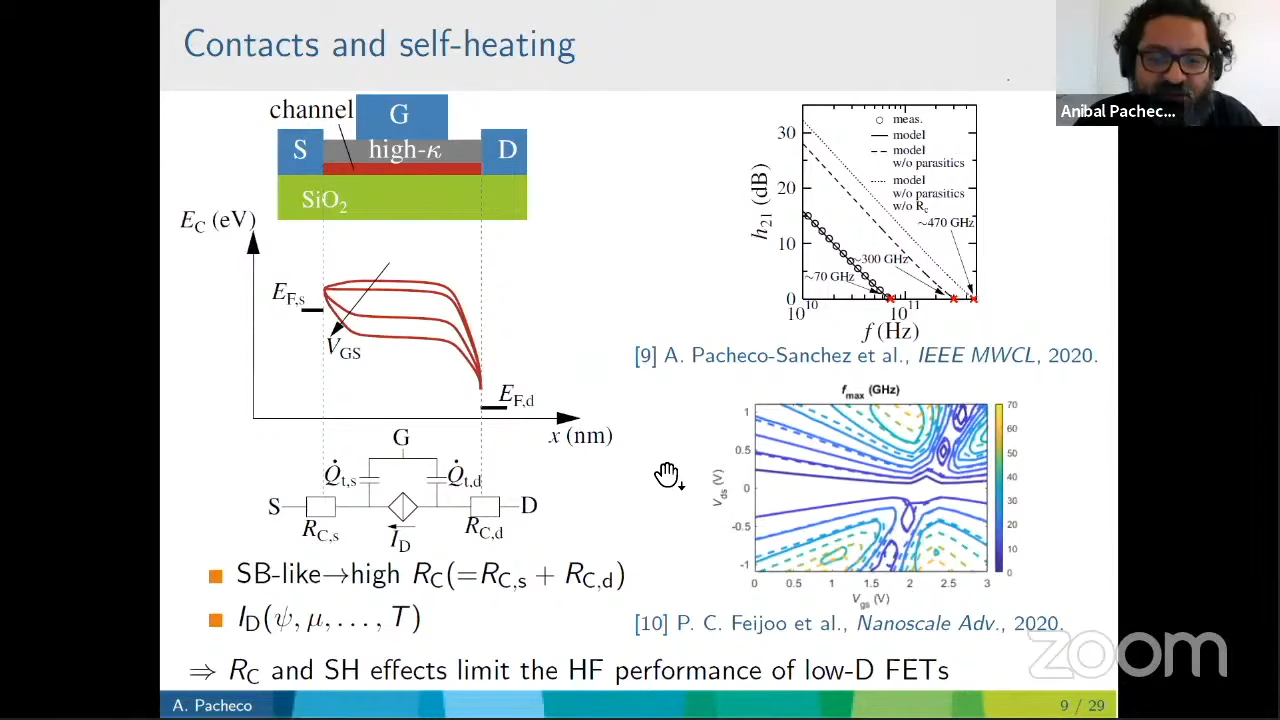 Contacts and self-heating
channel
G
S
high-κ
D
SiO2
EC (eV)
EF,s
VGS
EF,d
x (nm)
G
Q̇t,s
Q̇t,d
S
D
RC,s
ID
RC,d
SB-like→high RC(=RC,s + RC,d)
ID(ψ, μ, . . . , T)
⇒ RC and SH effects limit the HF performance of low-D FETs
h21 (dB)
30
20
10
0
meas.
model
model
w/o parasitics
model
w/o parasitics
w/o Rc
~470 GHz
~300 GHz
~70 GHz
10^10
10^11
f (Hz)
[9] A. Pacheco-Sanchez et al., IEEE MWCL, 2020.
fmax (GHz)
Vds (V)
1
0.5
0
-0.5
-1
0 0.5 1 1.5 2 2.5 3
Vgs (V)
70
60
50
40
30
20
10
0
[10] P. C. Feijoo et al., Nanoscale Adv., 2020.
A. Pacheco
9 / 29
Anibal Pachec...
zoom